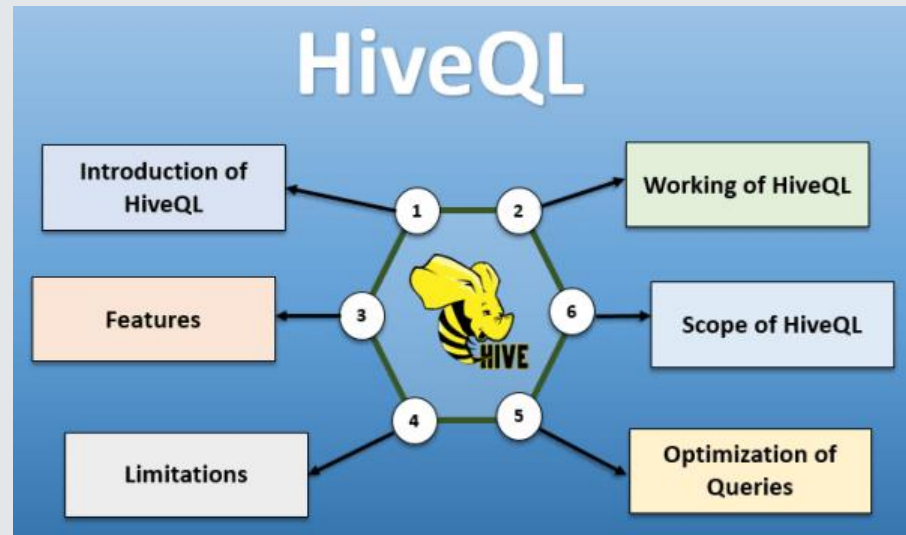 HiveQL
Introduction of
HiveQL
1
2
Working of HiveQL
Features
3
HIVE
6
Scope of HiveQL
Limitations
4
5
Optimization of
Queries